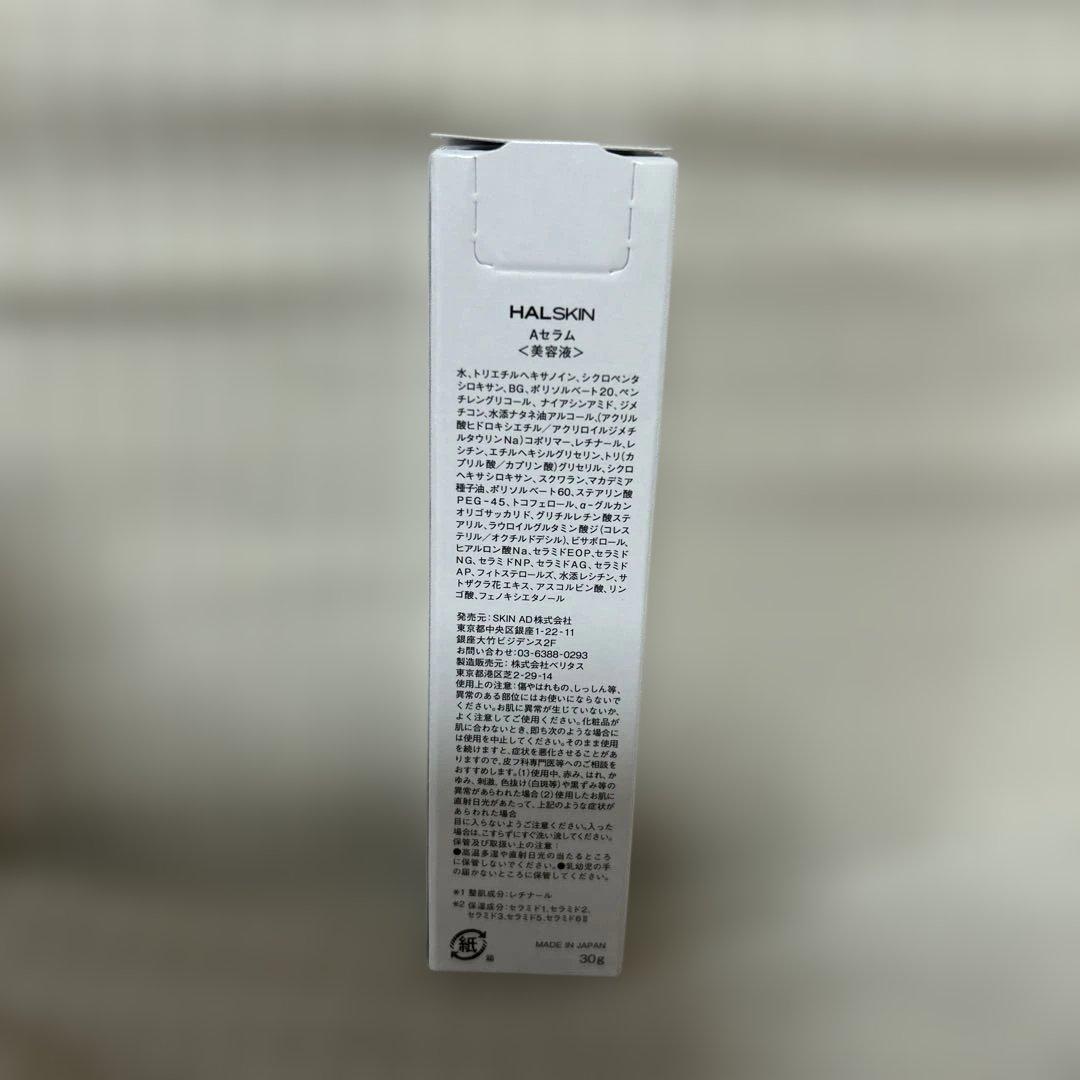 HALSKIN
Aセラム
＜美容液＞
水、トリエチルヘキサノイン、シクロペンタ
シロキサン、BG、ポリソルベート20、ペン
チレングリコール、ナイアシンアミド、ジメ
チコン、水添ナタネ油アルコール、(アクリル
酸ヒドロキシエチル／アクリロイルジメチ
ルタウリンNa)コポリマー、レチナール、レ
シチン、エチルヘキシルグリセリン、トリ(カ
プリル酸／カプリン酸)グリセリル、シクロ
ヘキサシロキサン、スクワラン、マカデミア
種子油、ポリソルベート60、ステアリン酸
PEG-45、トコフェロール、α-グルカン
オリゴサッカリド、グリチルレチン酸ステ
アリル、ラウロイルグルタミン酸ジ(コレス
テリル／オクチルドデシル)、ビサボロール、
ヒアルロン酸Na、セラミドEOP、セラミド
NG、セラミドNP、セラミドAG、セラミド
AP、フィトステロールズ、水添レシチン、サ
トザクラ花エキス、アスコルビン酸、リン
ゴ酸、フェノキシエタノール
発売元：SKIN AD株式会社
東京都中央区銀座1-22-11
銀座大竹ビジデンス2F
お問い合わせ：03-6388-0293
製造販売元：株式会社ベリタス
東京都港区芝2-29-14
使用上の注意：傷やはれもの、しっしん等、
異常のある部位にはお使いにならないで
ください。お肌に異常が生じていないか、
よく注意してご使用ください。化粧品が
肌に合わないとき、即ち次のような場合に
は使用を中止してください。そのまま使用
を続けますと、症状を悪化させることがあ
りますので、皮フ科専門医等へのご相談を
おすすめします。(1)使用中、赤み、はれ、か
ゆみ、刺激、色抜け(白斑等)や黒ずみ等の
異常があらわれた場合(2)使用したお肌に
直射日光があたって、上記のような症状が
あらわれた場合
目に入らないようご注意ください。入った
場合は、こすらずにすぐ洗い流してください。
保管及び取扱い上の注意：
●高温多湿や直射日光の当たるところ
に保管しないでください。●乳幼児の手
の届かないところに保管してください。
※1 整肌成分：レチナール
※2 保湿成分：セラミド1、セラミド2、
セラミド3、セラミド5、セラミド6Ⅱ
紙
箱
MADE IN JAPAN
30g